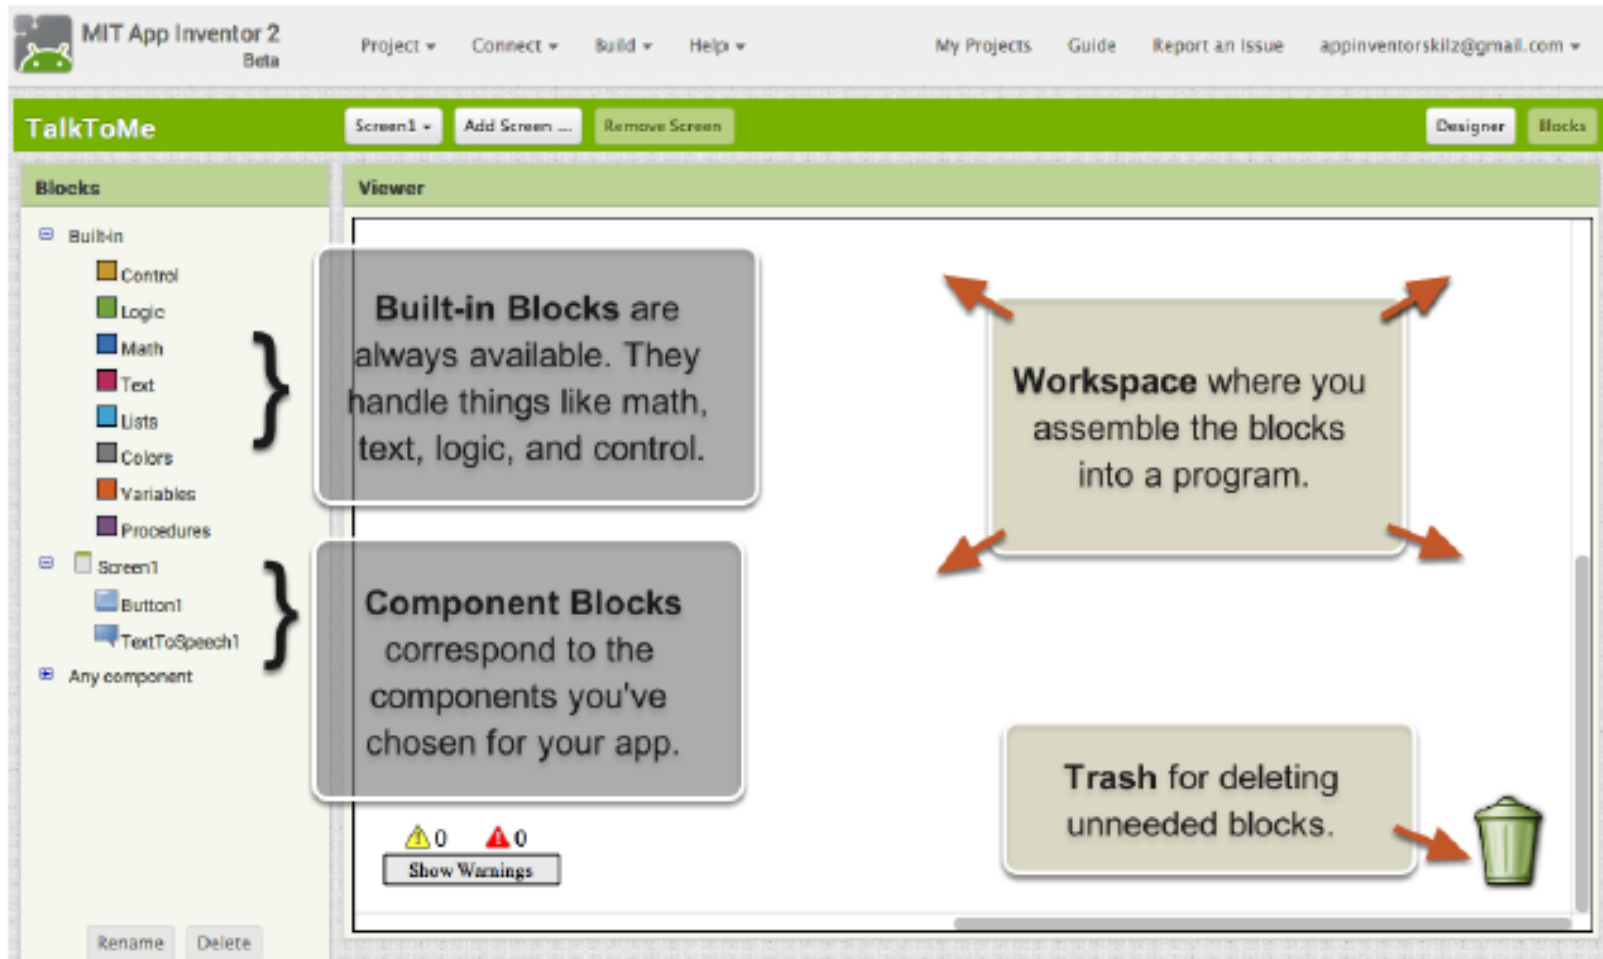 MIT App Inventor 2
Beta
Project Connect Build Help My Projects Guide Report an Issue appinventorskilz@gmail.com
TalkToMe Screen1 Add Screen ... Remove Screen Designer Blocks
Blocks
Viewer
Built-in
Control
Logic
Math
Text
Lists
Colors
Variables
Procedures
Screen1
Button1
TextToSpeech1
Any component
Rename Delete
Built-in Blocks are
always available. They
handle things like math,
text, logic, and control.
Component Blocks
correspond to the
components you've
chosen for your app.
0 0
Show Warnings
Workspace where you
assemble the blocks
into a program.
Trash for deleting
unneeded blocks.